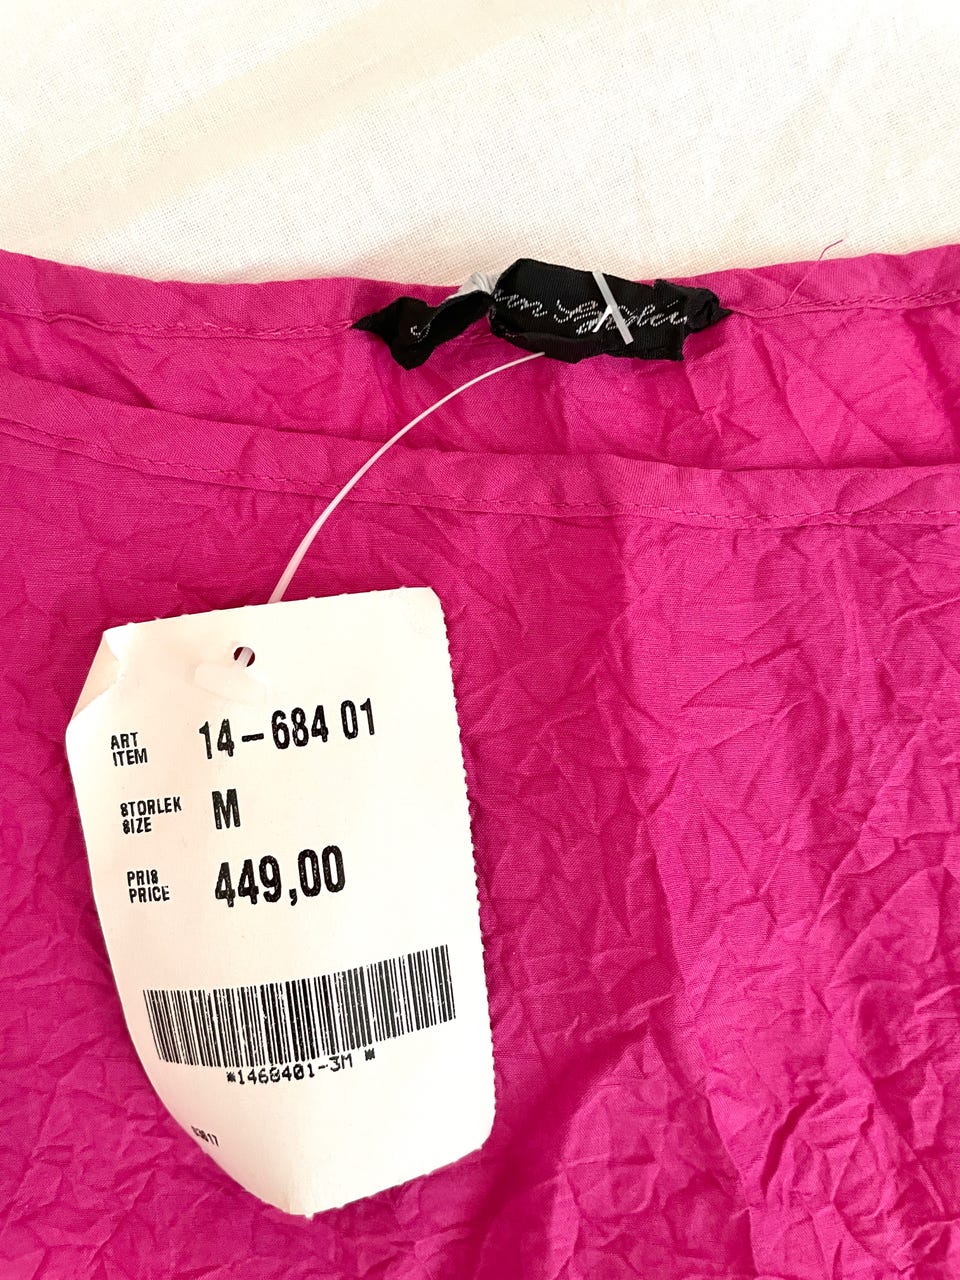 ART
ITEM
14-684 01
STORLEK
SIZE
M
PRIS
PRICE
449,00
*1468401-3M *